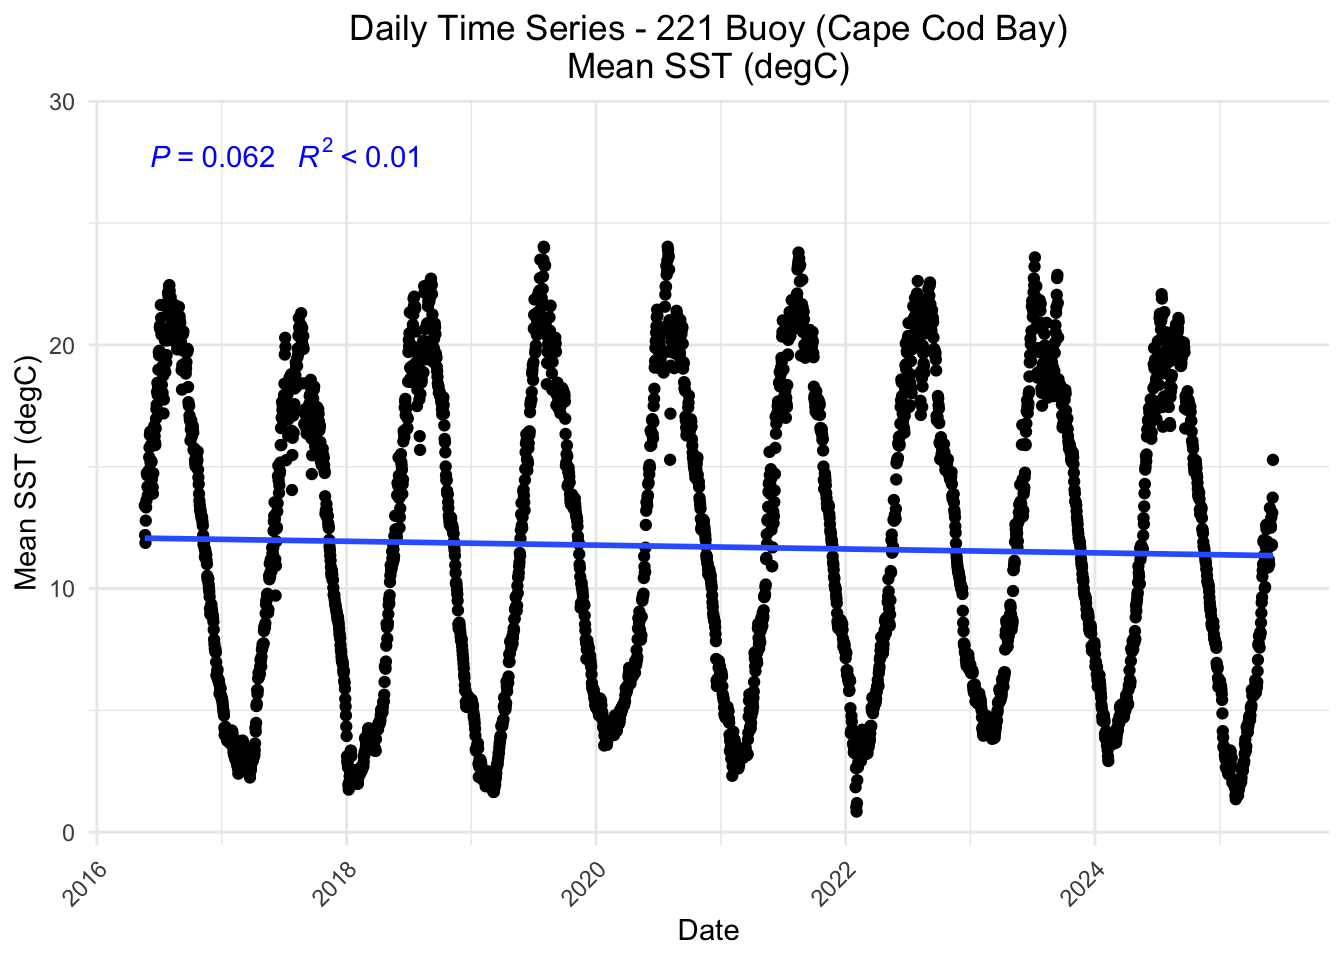 Daily Time Series - 221 Buoy (Cape Cod Bay)
Mean SST (degC)
30
P = 0.062 R² < 0.01
20
Mean SST (degC)
10
0
2016
2018
2020
2022
2024
Date